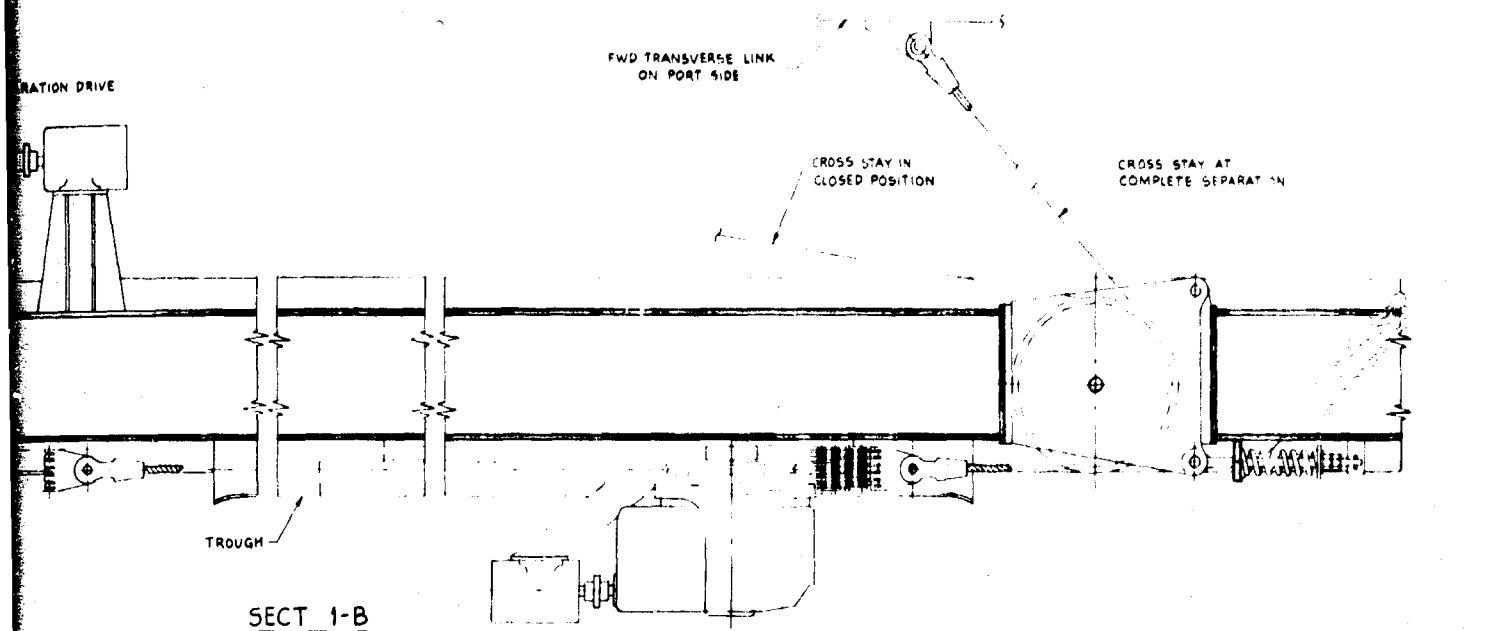 FWD TRANSVERSE LINK
ON PORT SIDE
RATION DRIVE
CROSS STAY IN
CLOSED POSITION
CROSS STAY AT
COMPLETE
TROUGH
SECT 1-B